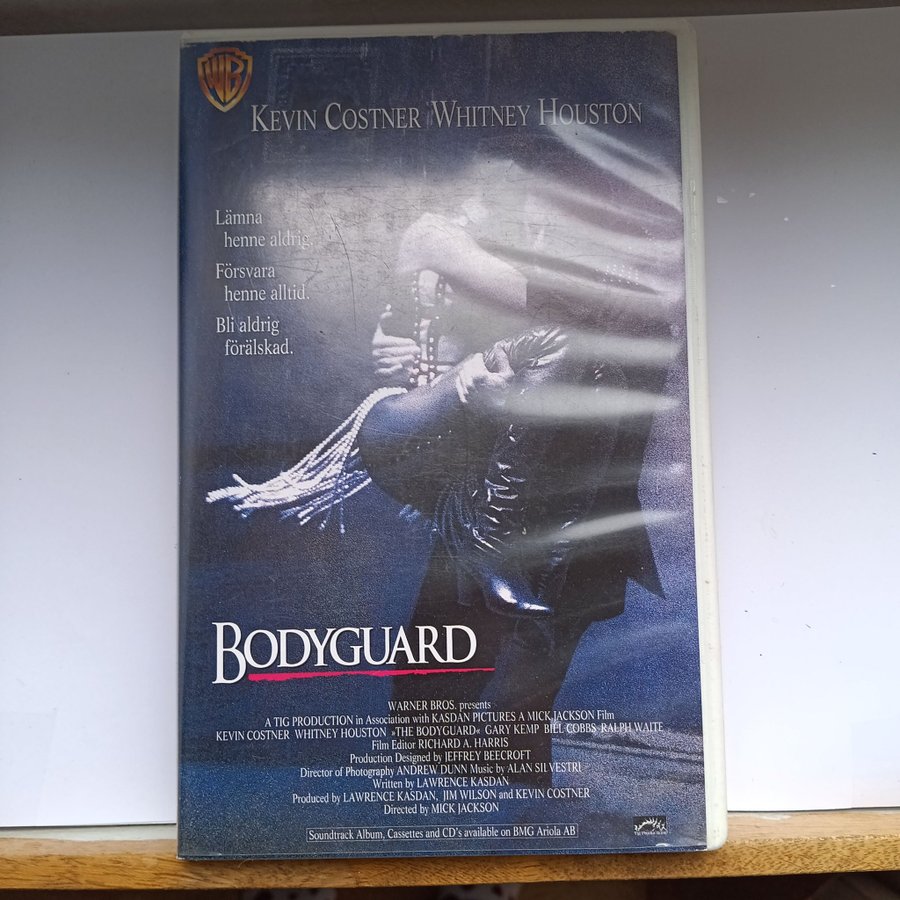 WB
KEVIN COSTNER WHITNEY HOUSTON
Lämna
henne aldrig.
Försvara
henne alltid.
Bli aldrig
förälskad.
BODYGUARD
WARNER BROS. presents
A TIG PRODUCTION in Association with KASDAN PICTURES A MICK JACKSON Film
KEVIN COSTNER WHITNEY HOUSTON »THE BODYGUARD« GARY KEMP BILL COBBS RALPH WAITE
Film Editor RICHARD A. HARRIS
Production Designed by JEFFREY BEECROFT
Director of Photography ANDREW DUNN Music by ALAN SILVESTRI
Written by LAWRENCE KASDAN
Produced by LAWRENCE KASDAN, JIM WILSON and KEVIN COSTNER
Directed by MICK JACKSON
Soundtrack Album, Cassettes and CD's available on BMG Ariola AB